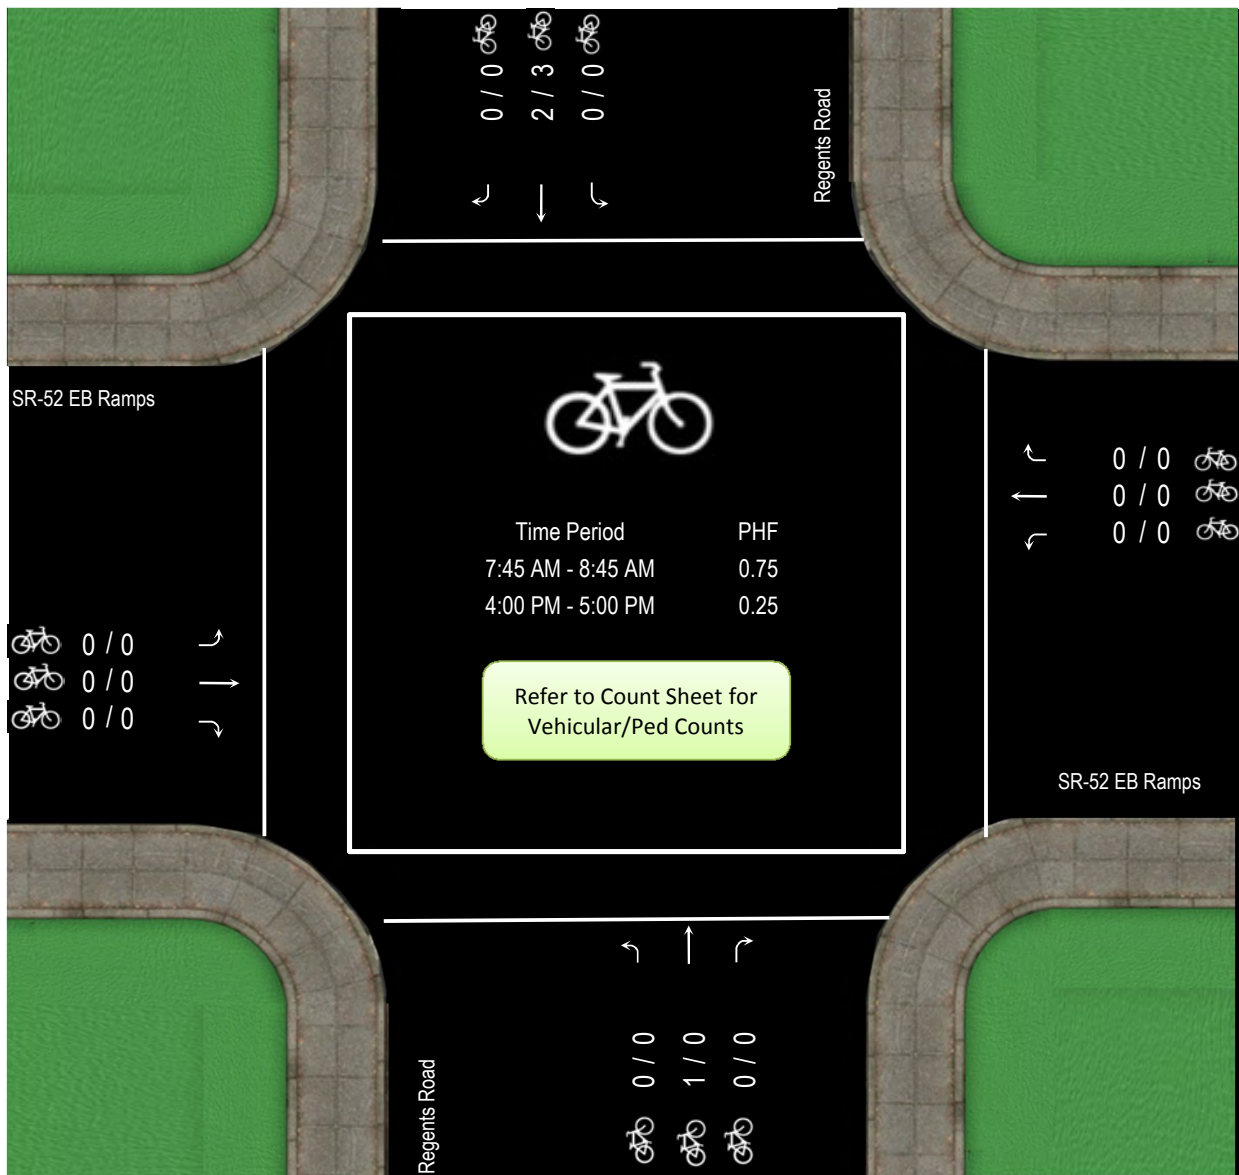 0 / 0
2 / 3
0 / 0
Regents Road
SR-52 EB Ramps
0 / 0
0 / 0
0 / 0
Time Period PHF
7:45 AM - 8:45 AM 0.75
4:00 PM - 5:00 PM 0.25
0 / 0
0 / 0
0 / 0
Refer to Count Sheet for
Vehicular/Ped Counts
SR-52 EB Ramps
0 / 0
1 / 0
0 / 0
Regents Road